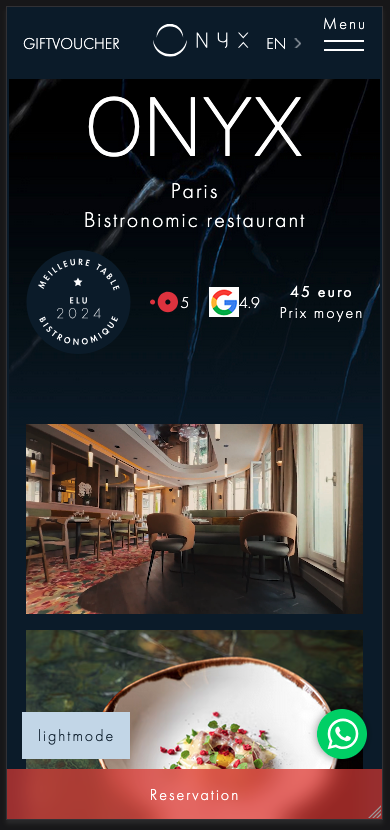 Menu
GIFTVOUCHER
ONYX
EN
ONYX
Paris
Bistronomic restaurant
MEILLEURE TABLE
ELU
2024
BISTRONOMIQUE
5
G
4.9
45 euro
Prix moyen
lightmode
Reservation